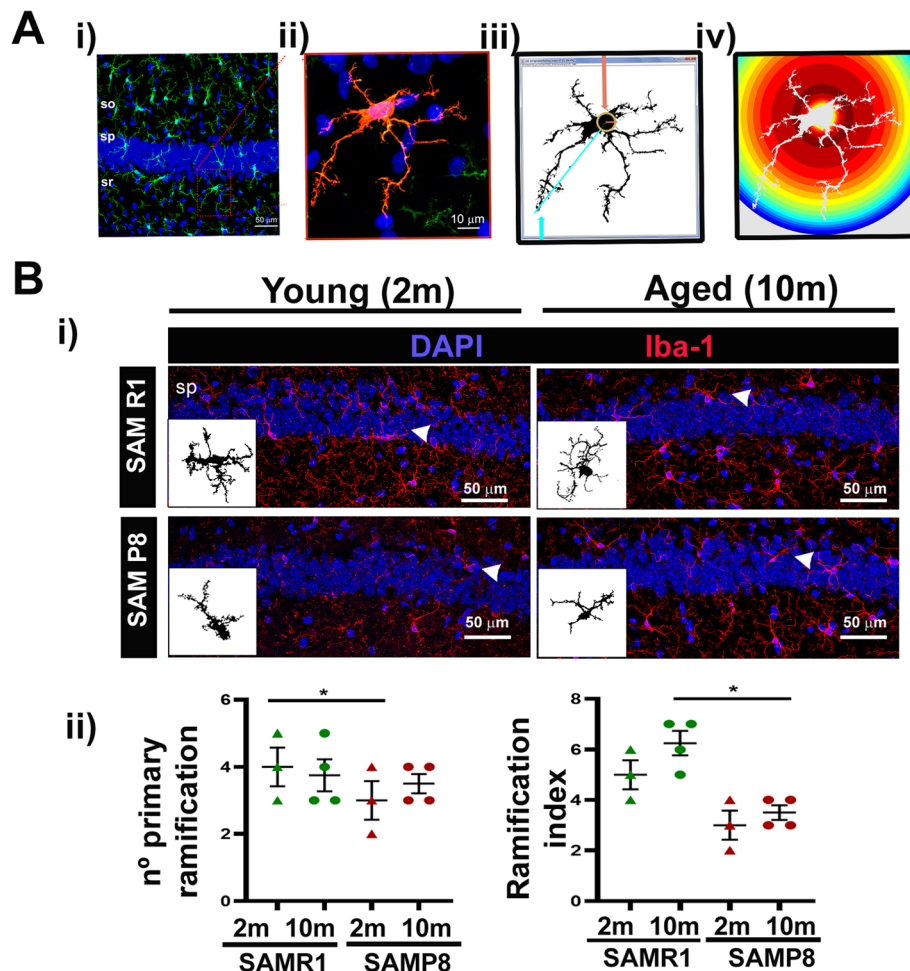 A
i)
ii)
iii)
iv)
so
sp
sr
50 μm
10 μm
B
Young (2m)
Aged (10m)
i)
DAPI
Iba-1
SAM R1
sp
50 μm
50 μm
SAM P8
50 μm
50 μm
ii)
nº primary
ramification
6
4
2
0
*
2m
10m
2m
10m
SAMR1
SAMP8
Ramification
index
8
6
4
2
0
*
2m
10m
2m
10m
SAMR1
SAMP8